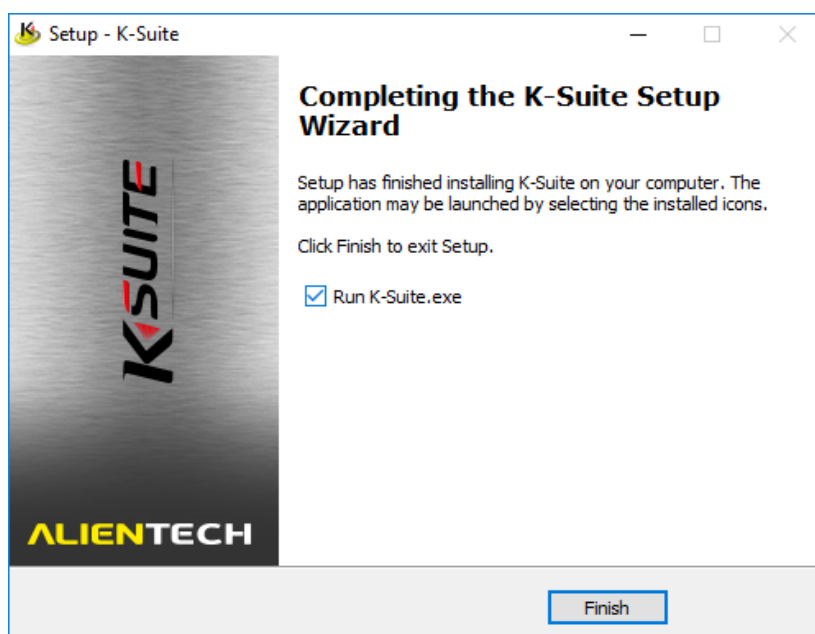 Setup - K-Suite
Completing the K-Suite Setup
Wizard
Setup has finished installing K-Suite on your computer. The
application may be launched by selecting the installed icons.
Click Finish to exit Setup.
Run K-Suite.exe
K-SUITE
ALIENTECH
Finish